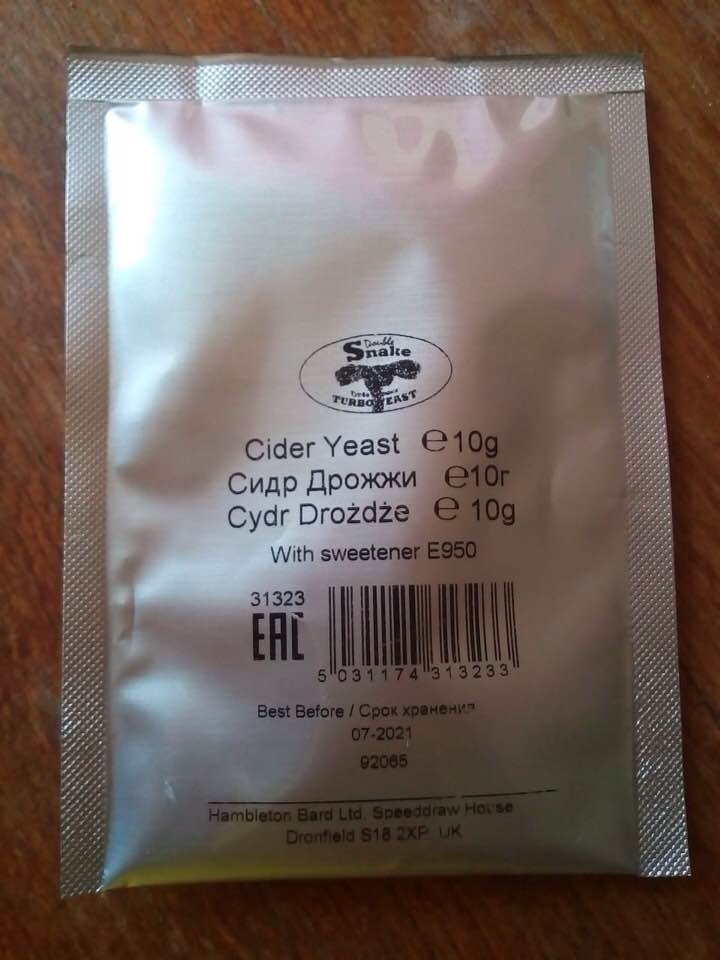 Double
Snake
TURBO YEAST
Cider Yeast ℮10g
Сидр Дрожжи ℮10г
Cydr Drożdże ℮ 10g
With sweetener E950
31323
EAC
5 031174 313233
Best Before / Срок хранения
07-2021
92065
Hambleton Bard Ltd, Speeddraw House
Dronfield S18 2XP, UK